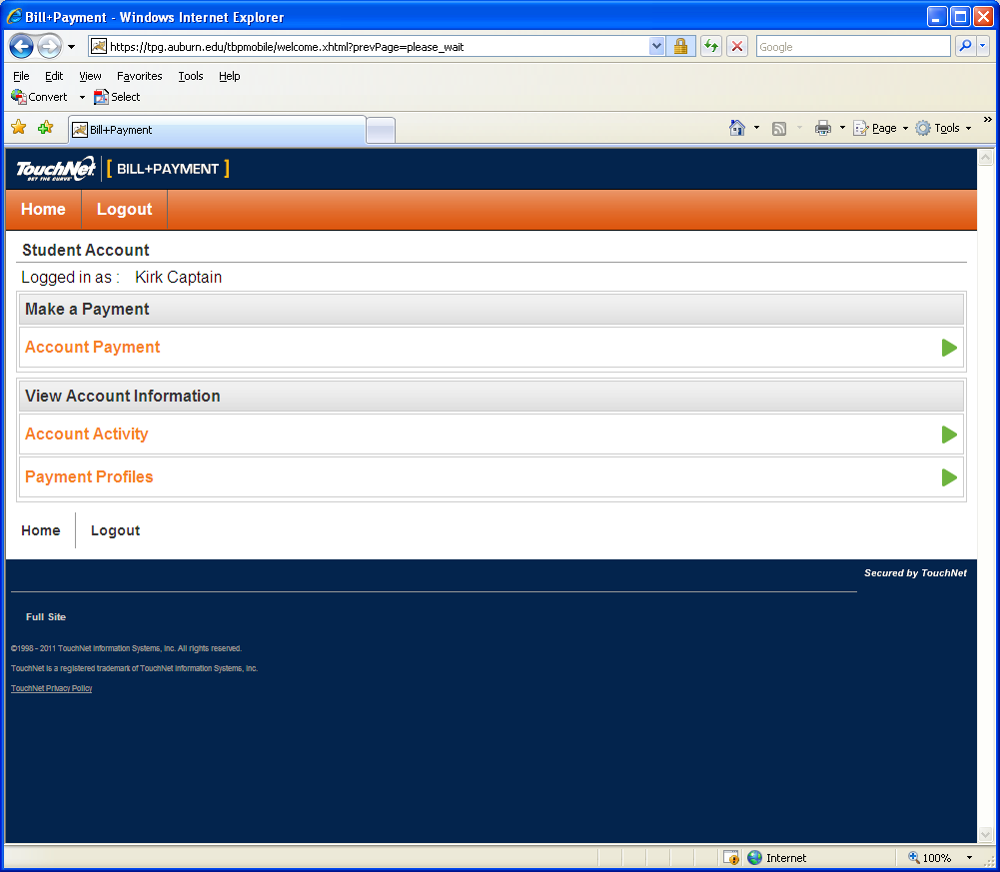 Bill+Payment - Windows Internet Explorer
https://tpg.auburn.edu/tbpmobile/welcome.xhtml?prevPage=please_wait
Google
File Edit View Favorites Tools Help
Convert Select
Bill+Payment
Page Tools »
TouchNet [ BILL+PAYMENT ]
GET THE CURVE
Home Logout
Student Account
Logged in as : Kirk Captain
Make a Payment
Account Payment
View Account Information
Account Activity
Payment Profiles
Home Logout
Secured by TouchNet
Full Site
©1998 - 2011 TouchNet Information Systems, Inc. All rights reserved.
TouchNet is a registered trademark of TouchNet Information Systems, Inc.
TouchNet Privacy Policy
Internet 100%